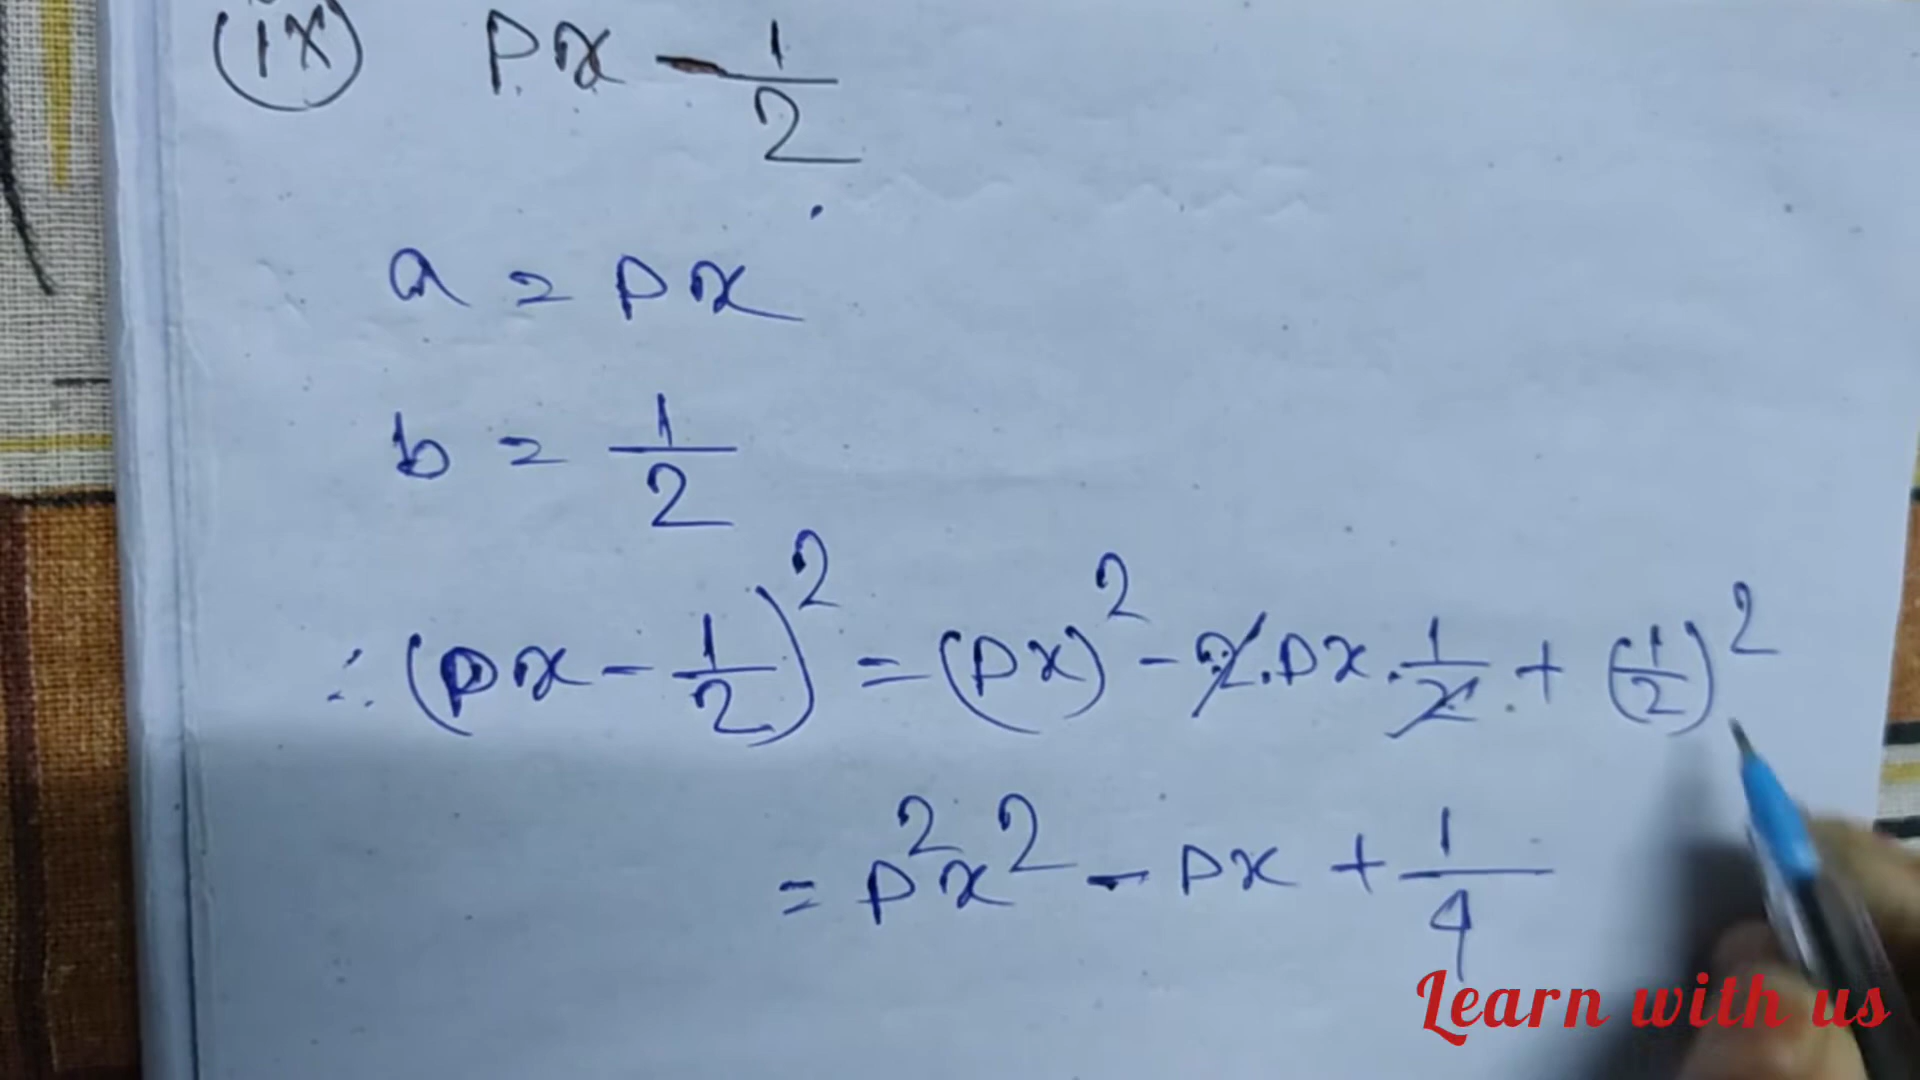 (ix) px - 1/2
a = px
b = 1/2
∴ (px - 1/2)² = (px)² - 2.px.1/2 + (1/2)²
= p²x² - px + 1/4
Learn with us